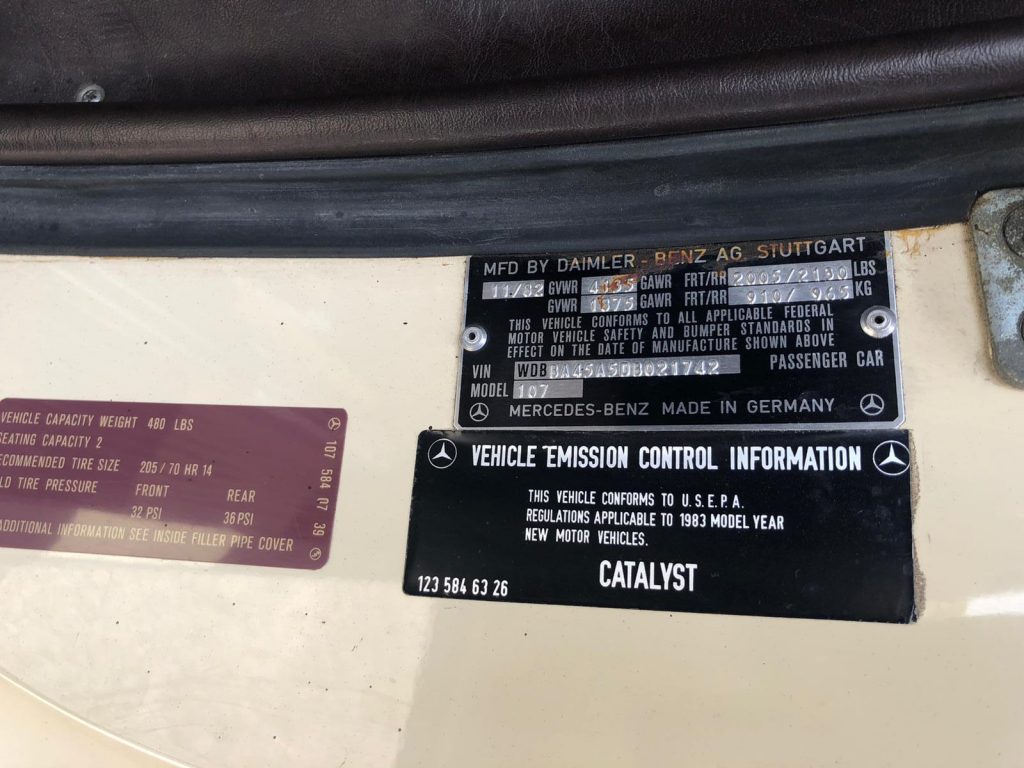 MFD BY DAIMLER - BENZ AG. STUTTGART
11/82 GVWR 4135 GAWR FRT/RR 2005/2130 LBS
GVWR 1875 GAWR FRT/RR 910/ 965 KG
THIS VEHICLE CONFORMS TO ALL APPLICABLE FEDERAL
MOTOR VEHICLE SAFETY AND BUMPER STANDARDS IN
EFFECT ON THE DATE OF MANUFACTURE SHOWN ABOVE
VIN WDBBA45A5DB021742 PASSENGER CAR
MODEL 107
MERCEDES-BENZ MADE IN GERMANY
VEHICLE EMISSION CONTROL INFORMATION
THIS VEHICLE CONFORMS TO U.S.E.P.A.
REGULATIONS APPLICABLE TO 1983 MODEL YEAR
NEW MOTOR VEHICLES.
CATALYST
123 584 63 26
VEHICLE CAPACITY WEIGHT 480 LBS
SEATING CAPACITY 2
ECOMMENDED TIRE SIZE 205/70 HR 14
LD TIRE PRESSURE FRONT REAR
32 PSI 36 PSI
ADDITIONAL INFORMATION SEE INSIDE FILLER PIPE COVER
107 584 07 39